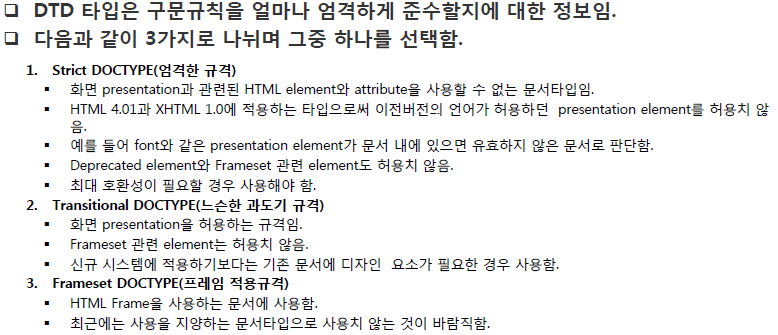 ❑ DTD 타입은 구문규칙을 얼마나 엄격하게 준수할지에 대한 정보임.
❑ 다음과 같이 3가지로 나뉘며 그중 하나를 선택함.
1. Strict DOCTYPE(엄격한 규격)
▪ 화면 presentation과 관련된 HTML element와 attribute을 사용할 수 없는 문서타입임.
▪ HTML 4.01과 XHTML 1.0에 적용하는 타입으로써 이전버전의 언어가 허용하던 presentation element를 허용치 않
음.
▪ 예를 들어 font와 같은 presentation element가 문서 내에 있으면 유효하지 않은 문서로 판단함.
▪ Deprecated element와 Frameset 관련 element도 허용치 않음.
▪ 최대 호환성이 필요할 경우 사용해야 함.
2. Transitional DOCTYPE(느슨한 과도기 규격)
▪ 화면 presentation을 허용하는 규격임.
▪ Frameset 관련 element는 허용치 않음.
▪ 신규 시스템에 적용하기보다는 기존 문서에 디자인 요소가 필요한 경우 사용함.
3. Frameset DOCTYPE(프레임 적용규격)
▪ HTML Frame을 사용하는 문서에 사용함.
▪ 최근에는 사용을 지양하는 문서타입으로 사용치 않는 것이 바람직함.